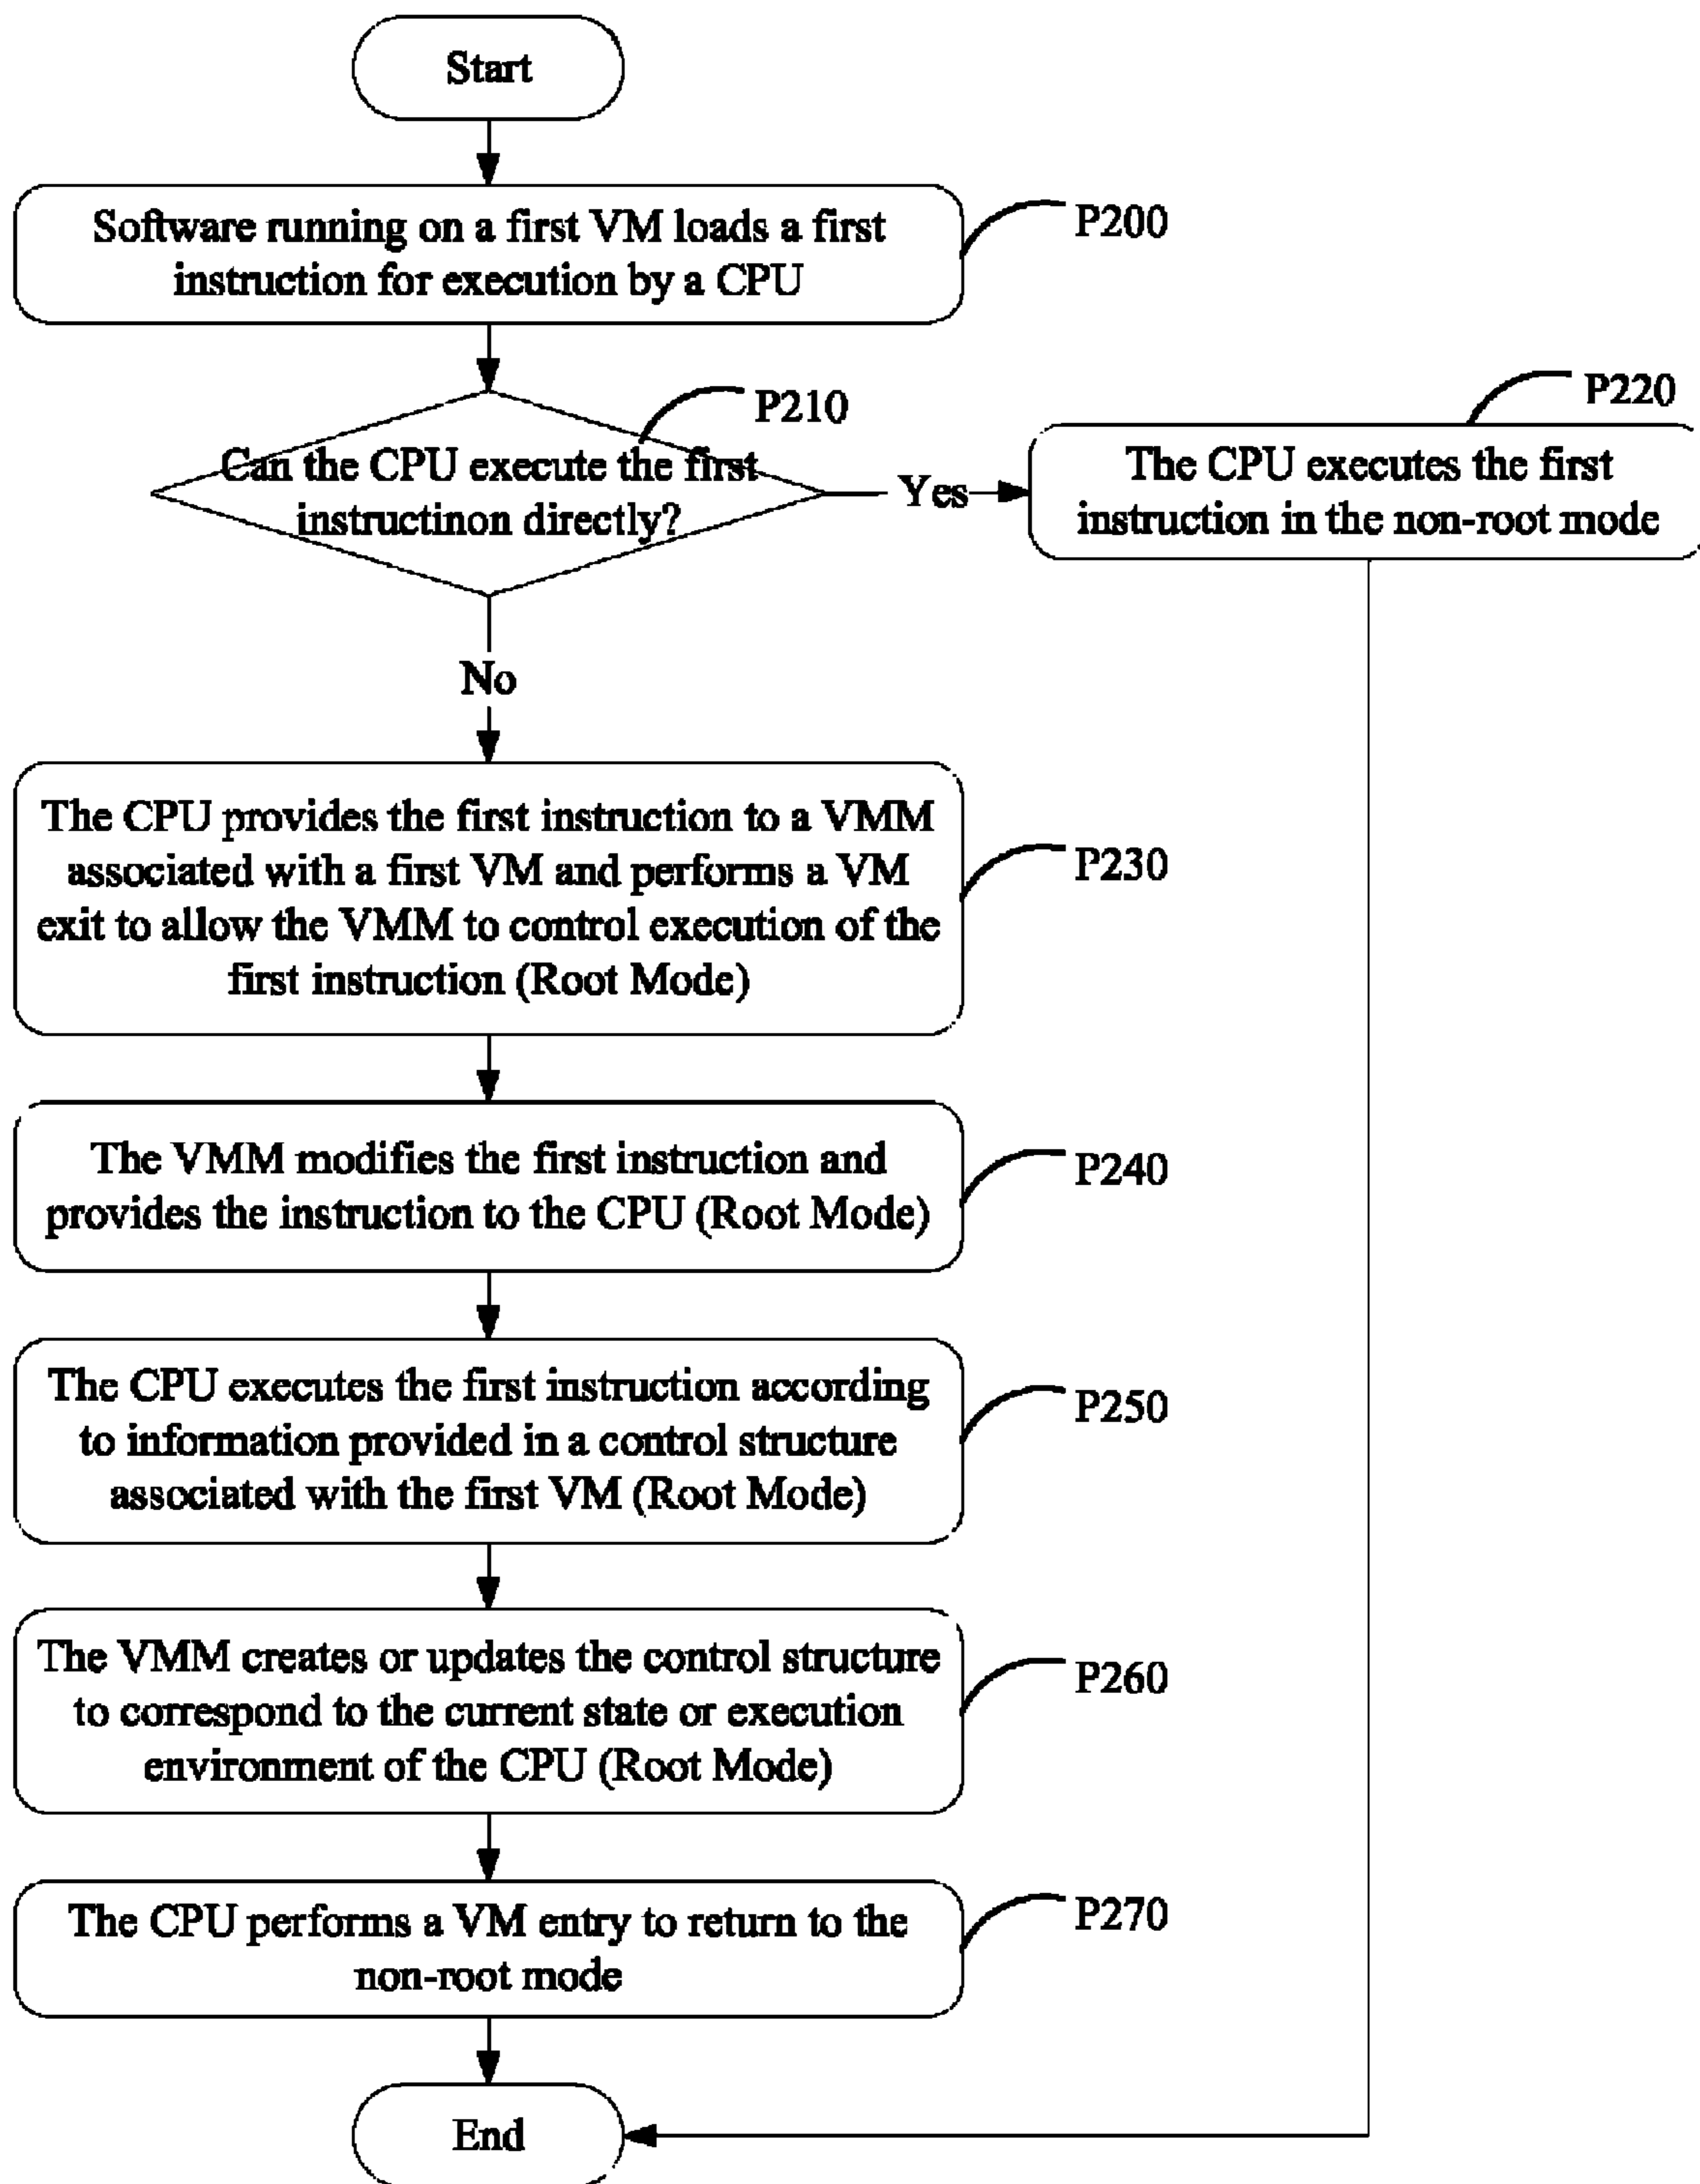 Start
Software running on a first VM loads a first
instruction for execution by a CPU
P200
P210
Can the CPU execute the first
instructinon directly?
Yes
P220
The CPU executes the first
instruction in the non-root mode
No
The CPU provides the first instruction to a VMM
associated with a first VM and performs a VM
exit to allow the VMM to control execution of the
first instruction (Root Mode)
P230
The VMM modifies the first instruction and
provides the instruction to the CPU (Root Mode)
P240
The CPU executes the first instruction according
to information provided in a control structure
associated with the first VM (Root Mode)
P250
The VMM creates or updates the control structure
to correspond to the current state or execution
environment of the CPU (Root Mode)
P260
The CPU performs a VM entry to return to the
non-root mode
P270
End